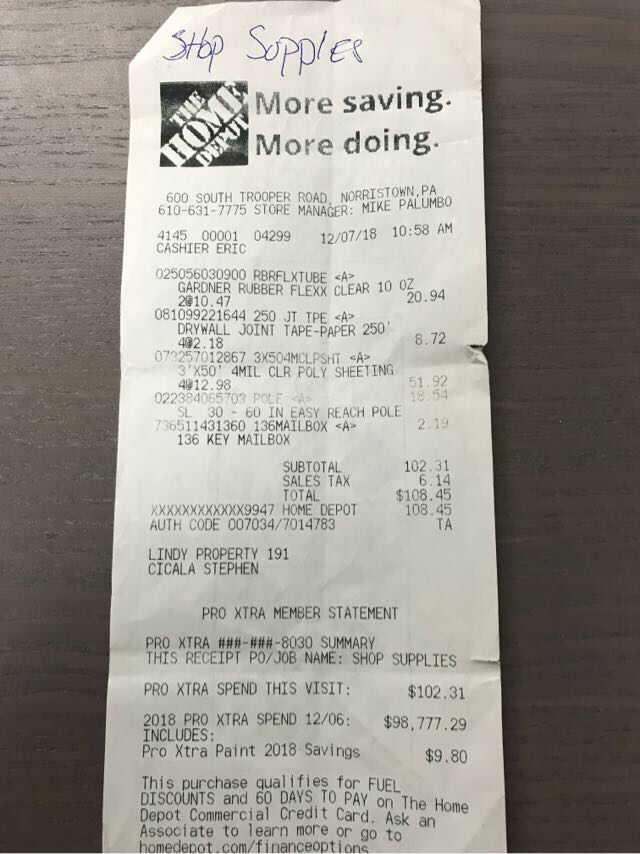 SHOP SUPPLIES
THE HOME DEPOT
More saving.
More doing.
600 SOUTH TROOPER ROAD, NORRISTOWN,PA
610-631-7775 STORE MANAGER: MIKE PALUMBO
4145 00001 04299 12/07/18 10:58 AM
CASHIER ERIC
025056030900 RBRFLXTUBE <A>
GARDNER RUBBER FLEXX CLEAR 10 OZ
2@10.47 20.94
081099221644 250 JT TPE <A>
DRYWALL JOINT TAPE-PAPER 250'
4@2.18 8.72
073257012867 3X504MCLPSHT <A>
3'X50' 4MIL CLR POLY SHEETING
4@12.98 51.92
022384065703 POLE <A> 18.54
SL 30 - 60 IN EASY REACH POLE
736511431360 136MAILBOX <A> 2.19
136 KEY MAILBOX
SUBTOTAL 102.31
SALES TAX 6.14
TOTAL $108.45
XXXXXXXXXXXX9947 HOME DEPOT 108.45
AUTH CODE 007034/7014783 TA
LINDY PROPERTY 191
CICALA STEPHEN
PRO XTRA MEMBER STATEMENT
PRO XTRA ###-###-8030 SUMMARY
THIS RECEIPT PO/JOB NAME: SHOP SUPPLIES
PRO XTRA SPEND THIS VISIT: $102.31
2018 PRO XTRA SPEND 12/06: $98,777.29
INCLUDES:
Pro Xtra Paint 2018 Savings $9.80
This purchase qualifies for FUEL
DISCOUNTS and 60 DAYS TO PAY on The Home
Depot Commercial Credit Card. Ask an
Associate to learn more or go to
homedepot.com/financeoptions